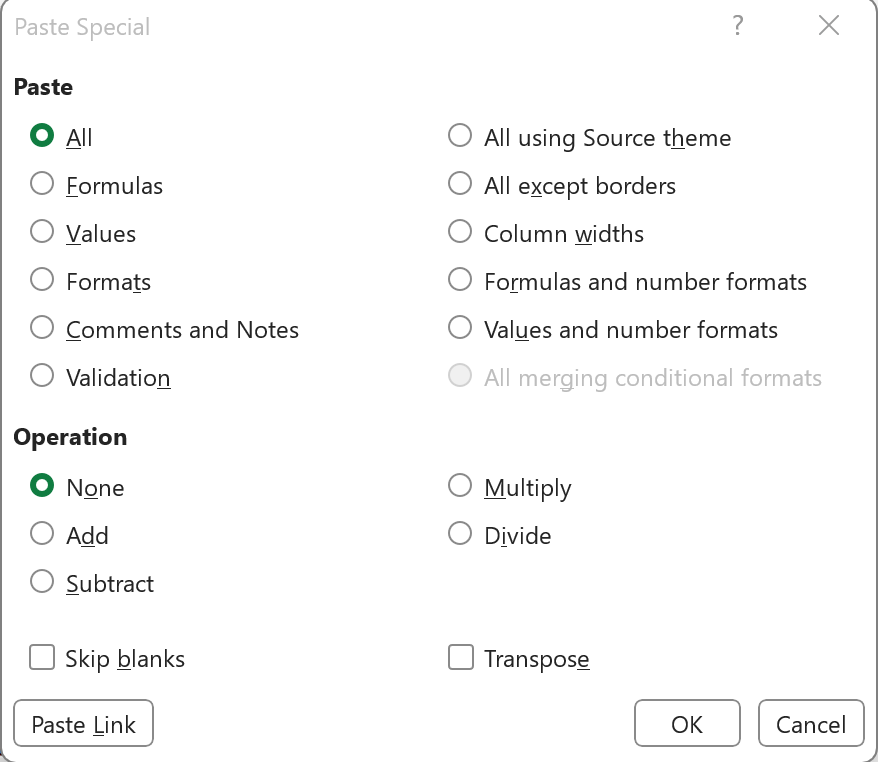 Paste Special ?
Paste
All All using Source theme
Formulas All except borders
Values Column widths
Formats Formulas and number formats
Comments and Notes Values and number formats
Validation All merging conditional formats
Operation
None Multiply
Add Divide
Subtract
Skip blanks Transpose
Paste Link OK Cancel